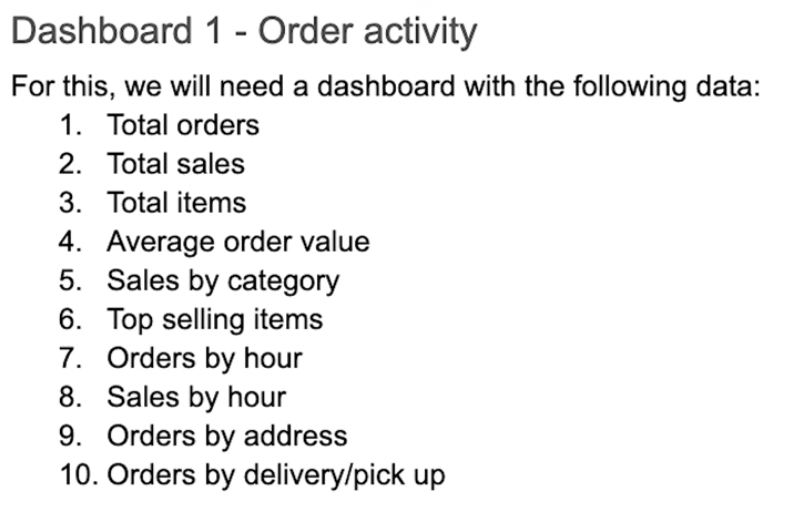 Dashboard 1 - Order activity
For this, we will need a dashboard with the following data:
1. Total orders
2. Total sales
3. Total items
4. Average order value
5. Sales by category
6. Top selling items
7. Orders by hour
8. Sales by hour
9. Orders by address
10. Orders by delivery/pick up